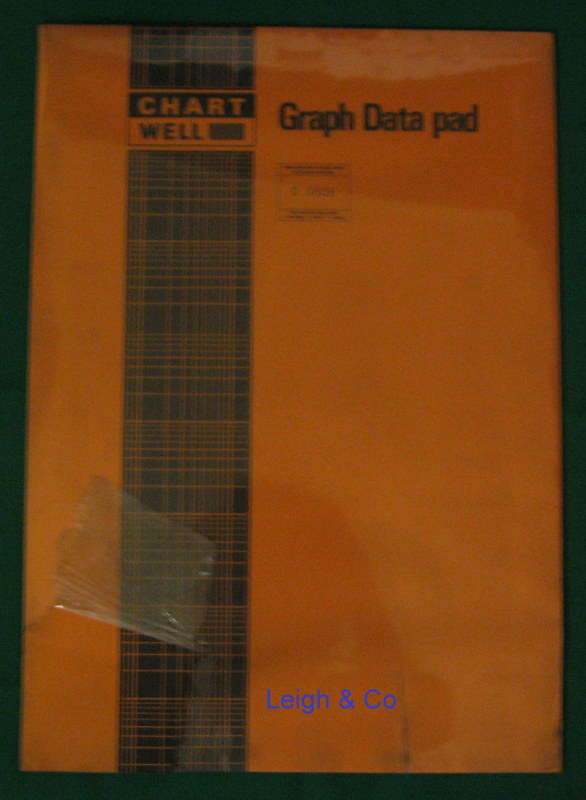 CHART
WELL
Graph Data pad
Leigh & Co